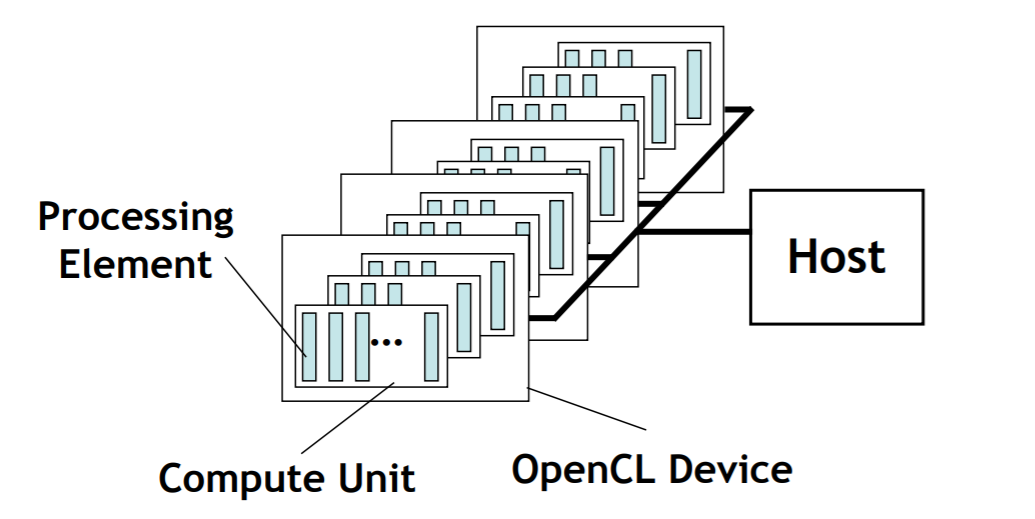 Processing
Element
Host
...
Compute Unit
OpenCL Device